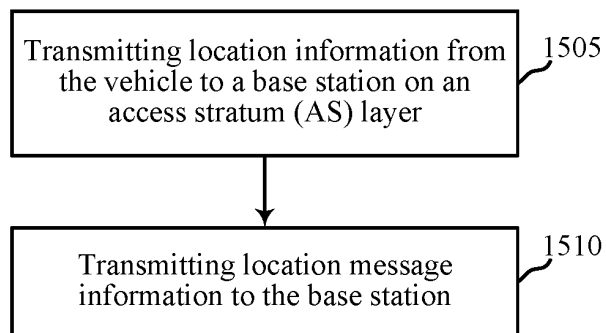 Transmitting location information from
the vehicle to a base station on an
access stratum (AS) layer
1505
Transmitting location message
information to the base station
1510